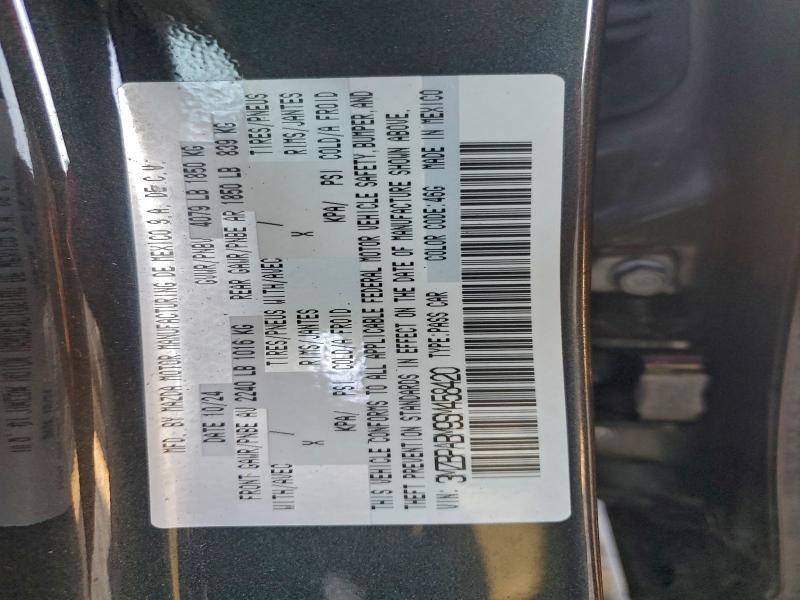 MFD. BY MAZDA MOTOR MANUFACTURING DE MEXICO S.A. DE C.V.
DATE 10/24 GVWR/PNBV 4079 LB 1850 KG
FRONT GAWR/PNBE AV 2240 LB 1016 KG REAR GAWR/PNBE AR 1850 LB 839 KG
WITH/AVEC / TIRES/PNEUS WITH/AVEC / TIRES/PNEUS
X RIMS/JANTES X RIMS/JANTES
KPA/ PSI COLD/A FROID KPA/ PSI COLD/A FROID
THIS VEHICLE CONFORMS TO ALL APPLICABLE FEDERAL MOTOR VEHICLE SAFETY, BUMPER, AND
THEFT PREVENTION STANDARDS IN EFFECT ON THE DATE OF MANUFACTURE SHOWN ABOVE.
VIN: 3MZBPABY9SM458420 TYPE:PASS CAR COLOR CODE:46G MADE IN MEXICO